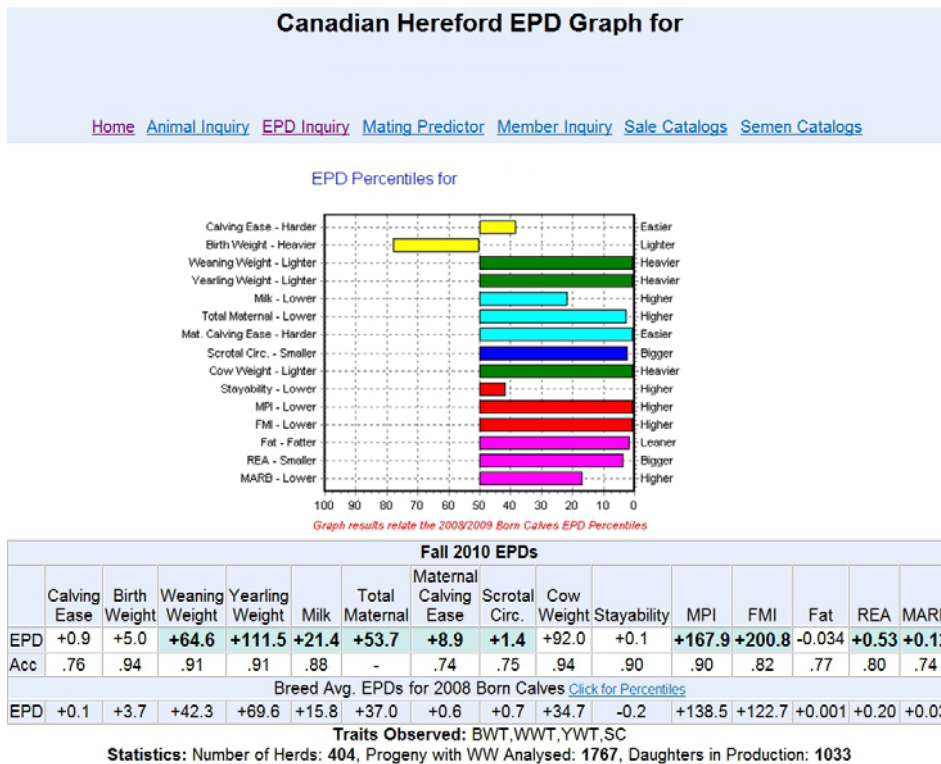 Canadian Hereford EPD Graph for
Home Animal Inquiry EPD Inquiry Mating Predictor Member Inquiry Sale Catalogs Semen Catalogs
EPD Percentiles for
Calving Ease - Harder Easier
Birth Weight - Heavier Lighter
Weaning Weight - Lighter Heavier
Yearling Weight - Lighter Heavier
Milk - Lower Higher
Total Maternal - Lower Higher
Mat. Calving Ease - Harder Easier
Scrotal Circ. - Smaller Bigger
Cow Weight - Lighter Heavier
Stayability - Lower Higher
MPI - Lower Higher
FMI - Lower Higher
Fat - Fatter Leaner
REA - Smaller Bigger
MARB - Lower Higher
100 90 80 70 60 50 40 30 20 10 0
Graph results relate the 2008/2009 Born Calves EPD Percentiles
Fall 2010 EPDs
Calving Ease Birth Weight Weaning Weight Yearling Weight Milk Total Maternal Maternal Calving Ease Scrotal Circ. Cow Weight Stayability MPI FMI Fat REA MARB
EPD +0.9 +5.0 +64.6 +111.5 +21.4 +53.7 +8.9 +1.4 +92.0 +0.1 +167.9 +200.8 -0.034 +0.53 +0.12
Acc .76 .94 .91 .91 .88 - .74 .75 .94 .90 .90 .82 .77 .80 .74
Breed Avg. EPDs for 2008 Born Calves Click for Percentiles
EPD +0.1 +3.7 +42.3 +69.6 +15.8 +37.0 +0.6 +0.7 +34.7 -0.2 +138.5 +122.7 +0.001 +0.20 +0.03
Traits Observed: BWT,WWT,YWT,SC
Statistics: Number of Herds: 404, Progeny with WW Analysed: 1767, Daughters in Production: 1033